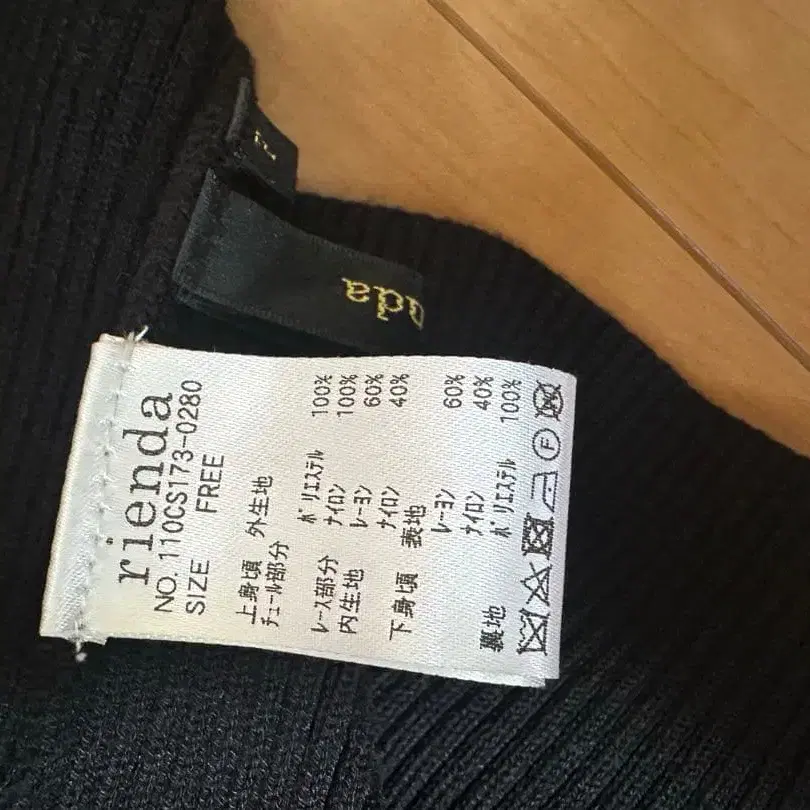 rienda
NO. 110CS173-0280
SIZE FREE
上身頃 外生地
チュール部分
ポリエステル 100%
レース部分 ナイロン 100%
内生地 レーヨン 60%
ナイロン 40%
下身頃 表地
レーヨン 60%
ナイロン 40%
裏地 ポリエステル 100%
F
F